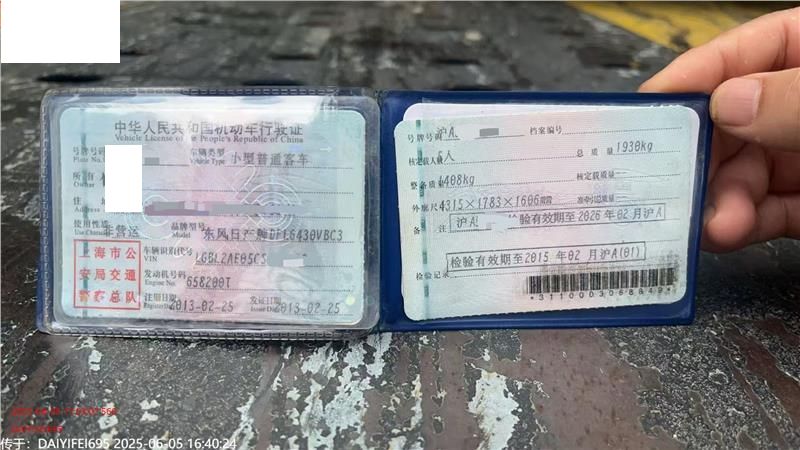 中华人民共和国机动车行驶证
Vehicle License of the People's Republic of China
号牌号码
Plate No.
车辆类型
Vehicle Type
小型普通客车
所有
Owner
住
Address
使用性质
Use Character
非营运
品牌型号
Model
东风日产牌DFL6430VBC3
上海市公
安局交通
警察总队
车辆识别代号
VIN
LGBL2AE05CS
发动机号码
Engine No.
658200T
注册日期
Register Date
2013-02-25
发证日期
Issue Date
2013-02-25
号牌号码
沪A
档案编号
核定载人数
5人
总质量
1930kg
整备质量
1408kg
核定载质量
外廓尺寸
4315×1783×1606mm
准牵引总质量
备注
沪A
检验有效期至2026年02月沪A
检验有效期至2015年02月沪A(01)
检验记录
*3110003068849*
传于：DAIYIFEI695 2025-06-05 16:40:24